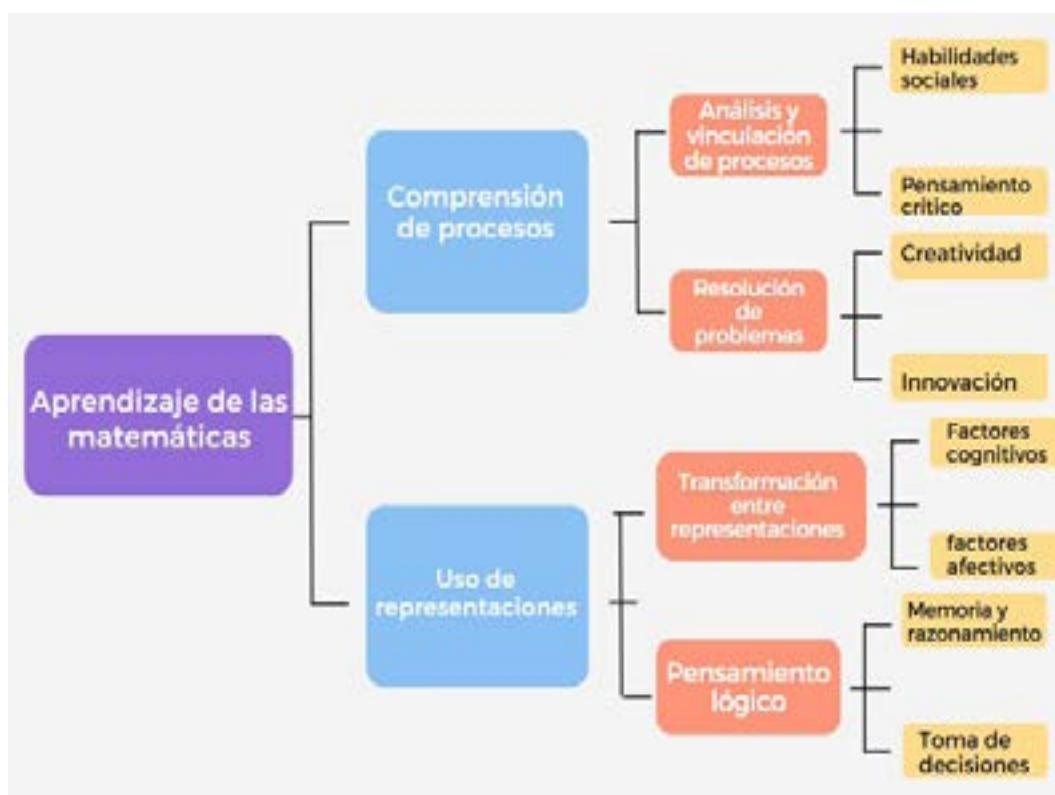 Aprendizaje de las
matemáticas
Comprensión
de procesos
Análisis y
vinculación
de procesos
Habilidades
sociales
Pensamiento
crítico
Resolución
de
problemas
Creatividad
Innovación
Uso de
representaciones
Transformación
entre
representaciones
Factores
cognitivos
factores
afectivos
Pensamiento
lógico
Memoria y
razonamiento
Toma de
decisiones